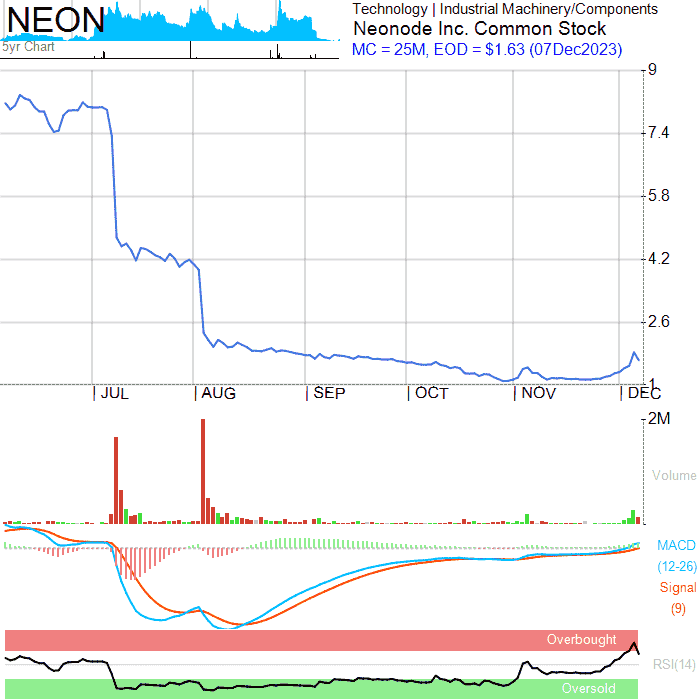 NEON
5yr Chart
Technology | Industrial Machinery/Components
Neonode Inc. Common Stock
MC = 25M, EOD = $1.63 (07Dec2023)
9
7.4
5.8
4.2
2.6
1
JUL AUG SEP OCT NOV DEC
2M
Volume
MACD
(12-26)
Signal
(9)
Overbought
RSI(14)
Oversold